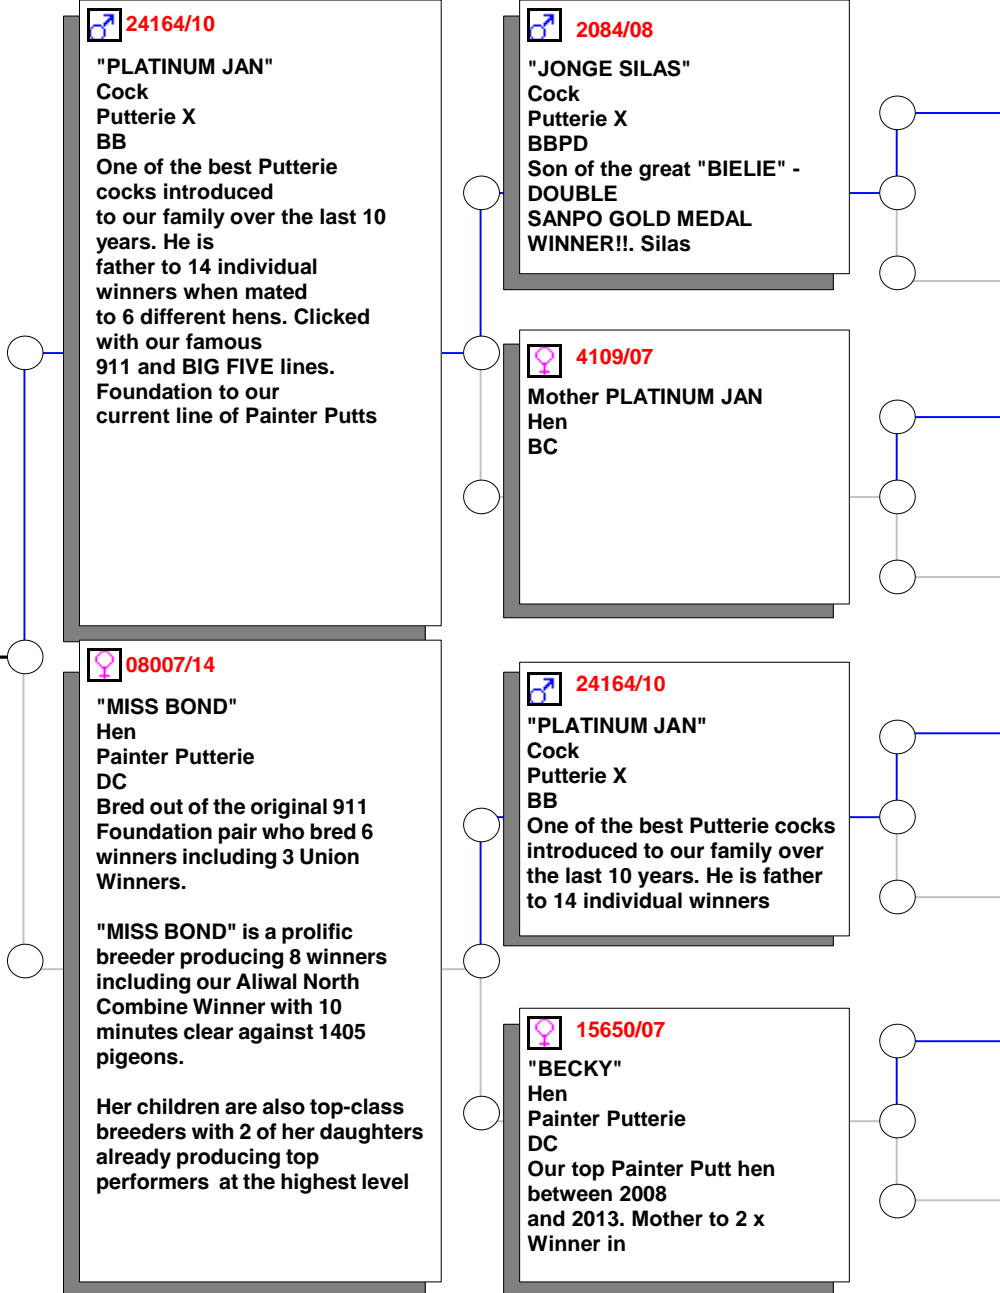 24164/10
"PLATINUM JAN"
Cock
Putterie X
BB
One of the best Putterie
cocks introduced
to our family over the last 10
years. He is
father to 14 individual
winners when mated
to 6 different hens. Clicked
with our famous
911 and BIG FIVE lines.
Foundation to our
current line of Painter Putts
08007/14
"MISS BOND"
Hen
Painter Putterie
DC
Bred out of the original 911
Foundation pair who bred 6
winners including 3 Union
Winners.
"MISS BOND" is a prolific
breeder producing 8 winners
including our Aliwal North
Combine Winner with 10
minutes clear against 1405
pigeons.
Her children are also top-class
breeders with 2 of her daughters
already producing top
performers at the highest level
2084/08
"JONGE SILAS"
Cock
Putterie X
BBPD
Son of the great "BIELIE" -
DOUBLE
SANPO GOLD MEDAL
WINNER!!. Silas
4109/07
Mother PLATINUM JAN
Hen
BC
24164/10
"PLATINUM JAN"
Cock
Putterie X
BB
One of the best Putterie cocks
introduced to our family over
the last 10 years. He is father
to 14 individual winners
15650/07
"BECKY"
Hen
Painter Putterie
DC
Our top Painter Putt hen
between 2008
and 2013. Mother to 2 x
Winner in